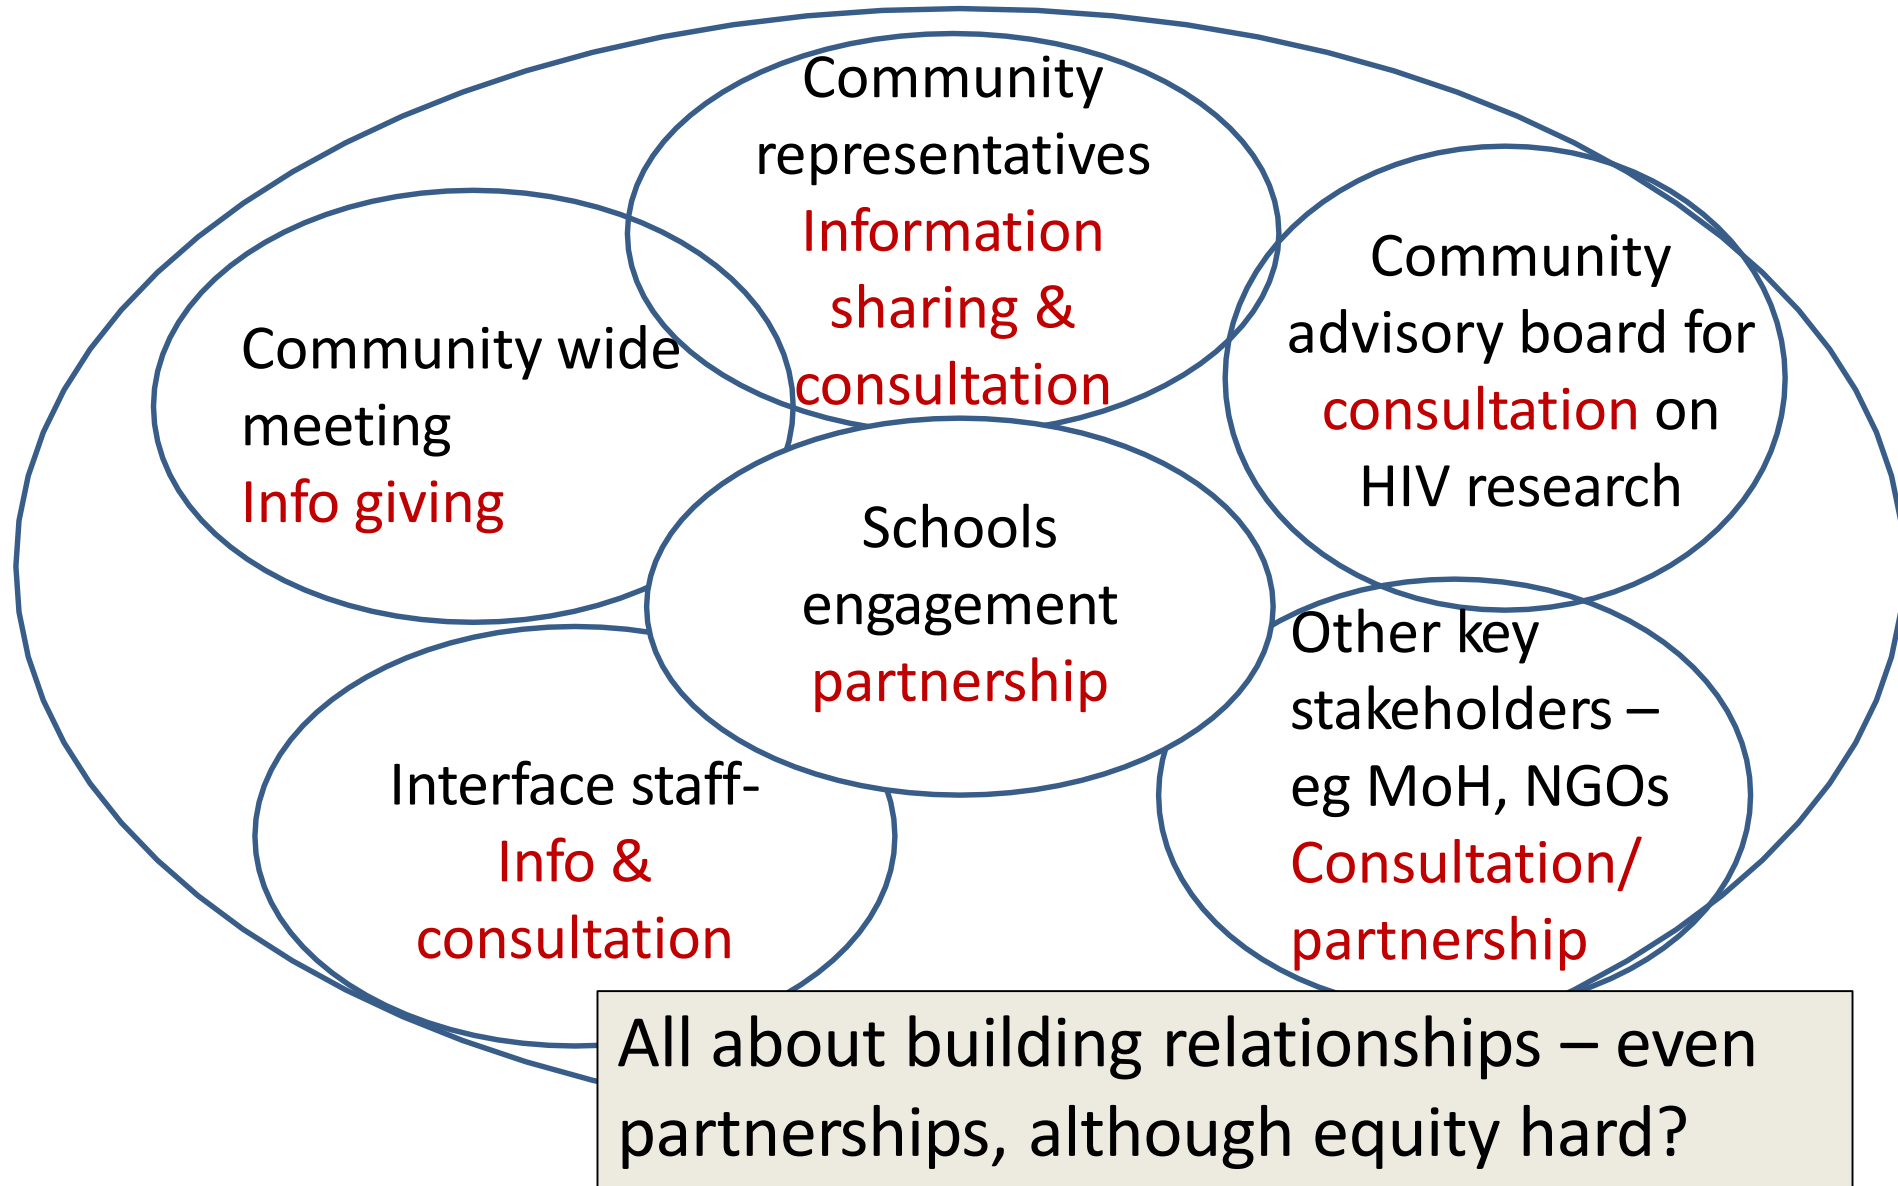 Community
representatives
Information
sharing &
consultation
Community wide
meeting
Info giving
Community
advisory board for
consultation on
HIV research
Schools
engagement
partnership
Interface staff-
Info &
consultation
Other key
stakeholders –
eg MoH, NGOs
Consultation/
partnership
All about building relationships – even
partnerships, although equity hard?